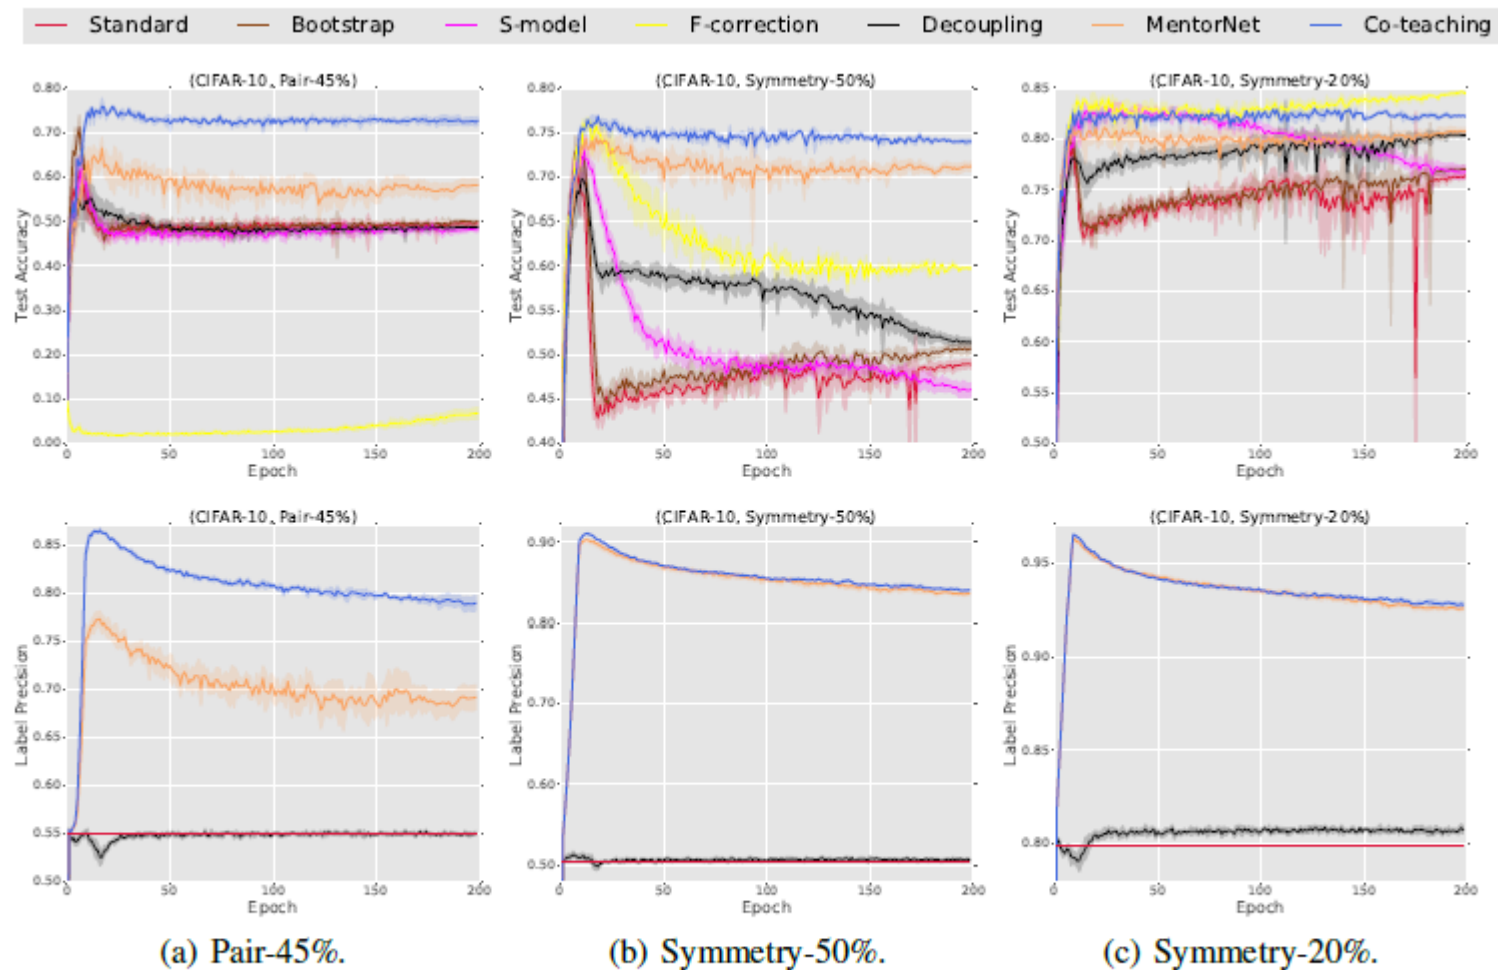 Standard Bootstrap S-model F-correction Decoupling MentorNet Co-teaching
(CIFAR-10, Pair-45%) (CIFAR-10, Symmetry-50%) (CIFAR-10, Symmetry-20%)
Test Accuracy
0.80
0.70
0.60
0.50
0.40
0.30
0.20
0.10
0.00
0 50 100 150 200
Epoch
Test Accuracy
0.80
0.75
0.70
0.65
0.60
0.55
0.50
0.45
0.40
0 50 100 150 200
Epoch
Test Accuracy
0.85
0.80
0.75
0.70
0.65
0.60
0.55
0.50
0 50 100 150 200
Epoch
(CIFAR-10, Pair-45%) (CIFAR-10, Symmetry-50%) (CIFAR-10, Symmetry-20%)
Label Precision
0.85
0.80
0.75
0.70
0.65
0.60
0.55
0.50
0 50 100 150 200
Epoch
Label Precision
0.90
0.80
0.70
0.60
0.50
0 50 100 150 200
Epoch
Label Precision
0.95
0.90
0.85
0.80
0 50 100 150 200
Epoch
(a) Pair-45%. (b) Symmetry-50%. (c) Symmetry-20%.